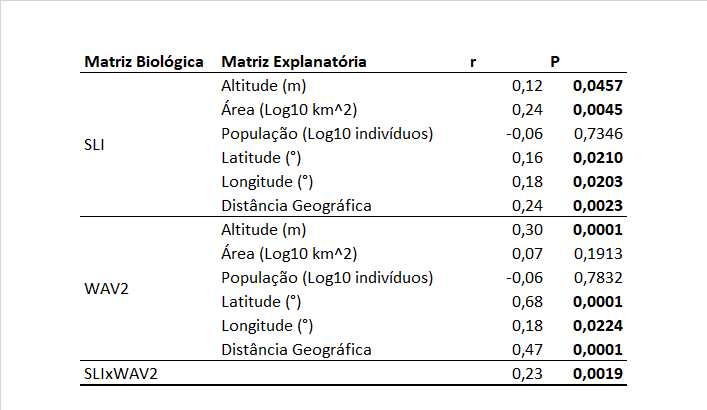 Matriz Biológica Matriz Explanatória r P
Altitude (m) 0,12 0,0457
Área (Log10 km^2) 0,24 0,0045
População (Log10 indivíduos) -0,06 0,7346
SLI
Latitude (°) 0,16 0,0210
Longitude (°) 0,18 0,0203
Distância Geográfica 0,24 0,0023
Altitude (m) 0,30 0,0001
Área (Log10 km^2) 0,07 0,1913
População (Log10 indivíduos) -0,06 0,7832
WAV2
Latitude (°) 0,68 0,0001
Longitude (°) 0,18 0,0224
Distância Geográfica 0,47 0,0001
SLIxWAV2 0,23 0,0019